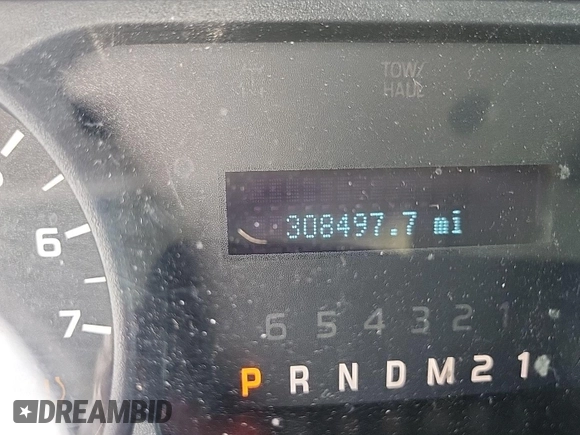 TOW/
HAUL
308497.7 mi
6
7
6 5 4 3 2 1
P R N D M 2 1
DREAMBID